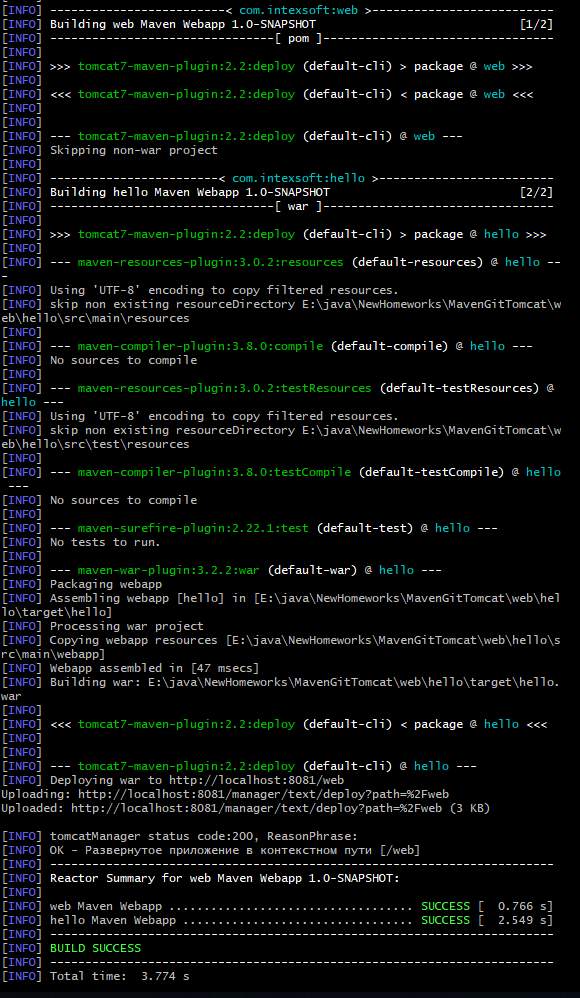 [INFO] ----------------------< com.intexsoft:web >----------------------
[INFO] Building web Maven Webapp 1.0-SNAPSHOT [1/2]
[INFO] --------------------------------[ pom ]---------------------------------
[INFO]
[INFO] >>> tomcat7-maven-plugin:2.2:deploy (default-cli) > package @ web >>>
[INFO]
[INFO] <<< tomcat7-maven-plugin:2.2:deploy (default-cli) < package @ web <<<
[INFO]
[INFO]
[INFO] --- tomcat7-maven-plugin:2.2:deploy (default-cli) @ web ---
[INFO] Skipping non-war project
[INFO]
[INFO] ------------------------< com.intexsoft:hello >-------------------------
[INFO] Building hello Maven Webapp 1.0-SNAPSHOT [2/2]
[INFO] --------------------------------[ war ]---------------------------------
[INFO]
[INFO] >>> tomcat7-maven-plugin:2.2:deploy (default-cli) > package @ hello >>>
[INFO]
[INFO] --- maven-resources-plugin:3.0.2:resources (default-resources) @ hello --
-
[INFO] Using 'UTF-8' encoding to copy filtered resources.
[INFO] skip non existing resourceDirectory E:\java\NewHomeworks\MavenGitTomcat\w
eb\hello\src\main\resources
[INFO]
[INFO] --- maven-compiler-plugin:3.8.0:compile (default-compile) @ hello ---
[INFO] No sources to compile
[INFO]
[INFO] --- maven-resources-plugin:3.0.2:testResources (default-testResources) @
hello ---
[INFO] Using 'UTF-8' encoding to copy filtered resources.
[INFO] skip non existing resourceDirectory E:\java\NewHomeworks\MavenGitTomcat\w
eb\hello\src\test\resources
[INFO]
[INFO] --- maven-compiler-plugin:3.8.0:testCompile (default-testCompile) @ hello
---
[INFO] No sources to compile
[INFO]
[INFO] --- maven-surefire-plugin:2.22.1:test (default-test) @ hello ---
[INFO] No tests to run.
[INFO]
[INFO] --- maven-war-plugin:3.2.2:war (default-war) @ hello ---
[INFO] Packaging webapp
[INFO] Assembling webapp [hello] in [E:\java\NewHomeworks\MavenGitTomcat\web\hel
lo\target\hello]
[INFO] Processing war project
[INFO] Copying webapp resources [E:\java\NewHomeworks\MavenGitTomcat\web\hello\s
rc\main\webapp]
[INFO] Webapp assembled in [47 msecs]
[INFO] Building war: E:\java\NewHomeworks\MavenGitTomcat\web\hello\target\hello.
war
[INFO]
[INFO] <<< tomcat7-maven-plugin:2.2:deploy (default-cli) < package @ hello <<<
[INFO]
[INFO]
[INFO] --- tomcat7-maven-plugin:2.2:deploy (default-cli) @ hello ---
[INFO] Deploying war to http://localhost:8081/web
Uploading: http://localhost:8081/manager/text/deploy?path=%2Fweb
Uploaded: http://localhost:8081/manager/text/deploy?path=%2Fweb (3 KB)

[INFO] tomcatManager status code:200, ReasonPhrase:
[INFO] OK - Развернутое приложение в контекстном пути [/web]
[INFO] ------------------------------------------------------------------------
[INFO] Reactor Summary for web Maven Webapp 1.0-SNAPSHOT:
[INFO]
[INFO] web Maven Webapp ................................... SUCCESS [  0.766 s]
[INFO] hello Maven Webapp ................................. SUCCESS [  2.549 s]
[INFO] ------------------------------------------------------------------------
[INFO] BUILD SUCCESS
[INFO] ------------------------------------------------------------------------
[INFO] Total time:  3.774 s